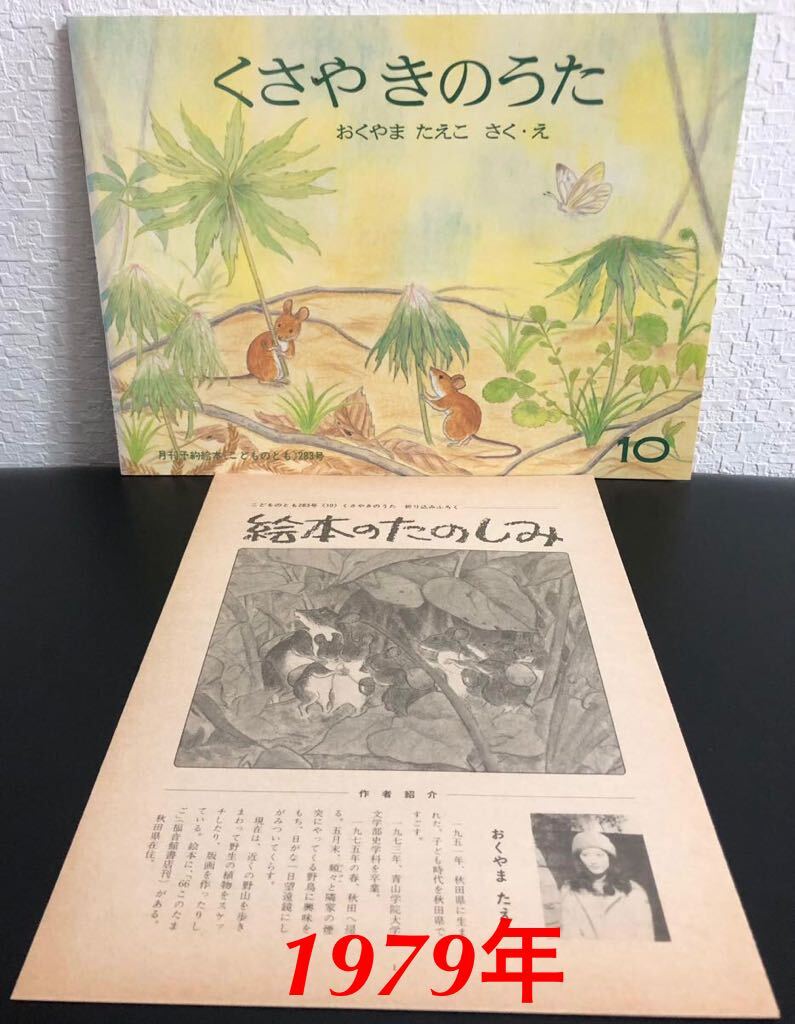 くさやきのうた
おくやま たえこ さく・え
月刊予約絵本《こどものとも》283号
10
こどものとも283号〈10〉くさやきのうた 折り込みふろく
絵本のたのしみ
作者紹介
おくやま たえ
一九五一年、秋田県に生ま
れた。子ども時代を秋田県で
すごす。
一九七三年、青山学院大学
文学部史学科を卒業。
一九七五年の春、秋田へ
る。五月末、と隣家の煙
突にやってくる野鳥に興味を
もち、日がな一日望遠鏡にし
がみついてくらす。
現在は、近くの野山を歩き
まわって野生の植物をスケッ
チしたり、版画を作ったりし
ている。絵本に、「66このたま
ご」（福音館書店刊）がある。
秋田県在住。
1979年